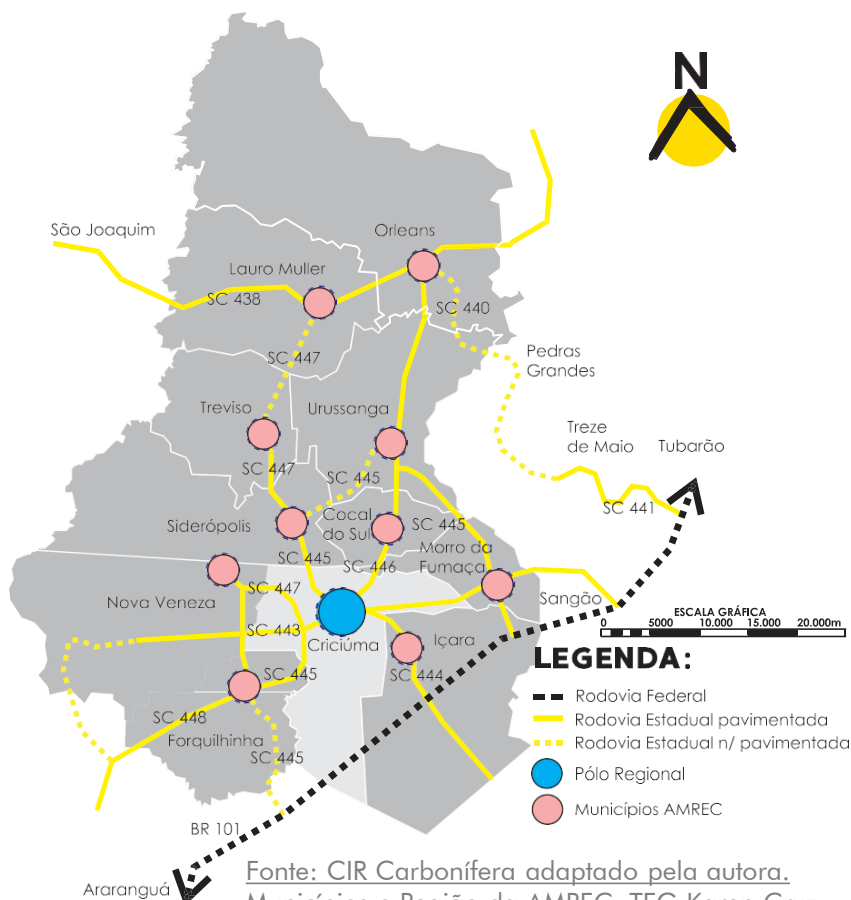 N
São Joaquim
Orleans
Lauro Muller
SC 438
SC 440
SC 447
Pedras
Grandes
Treviso
Urussanga
Treze
de Maio
Tubarão
SC 447
SC 445
SC 441
Siderópolis
Cocal
do Sul
SC 445
Morro da
Fumaça
SC 445
SC 446
SC 447
Nova Veneza
Sangão
ESCALA GRÁFICA
0 5000 10.000 15.000 20.000m
SC 443
Criciúma
Içara
LEGENDA:
SC 445
SC 444
Rodovia Federal
SC 448
Rodovia Estadual pavimentada
Forquilhinha
Rodovia Estadual n/ pavimentada
SC 445
Pólo Regional
Municípios AMREC
BR 101
Araranguá
Fonte: CIR Carbonífera adaptado pela autora.